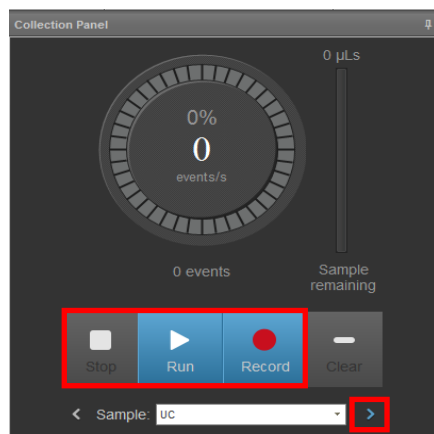 Collection Panel
0 µLs
0%
0
events/s
0 events
Sample
remaining
Stop
Run
Record
Clear
Sample: UC